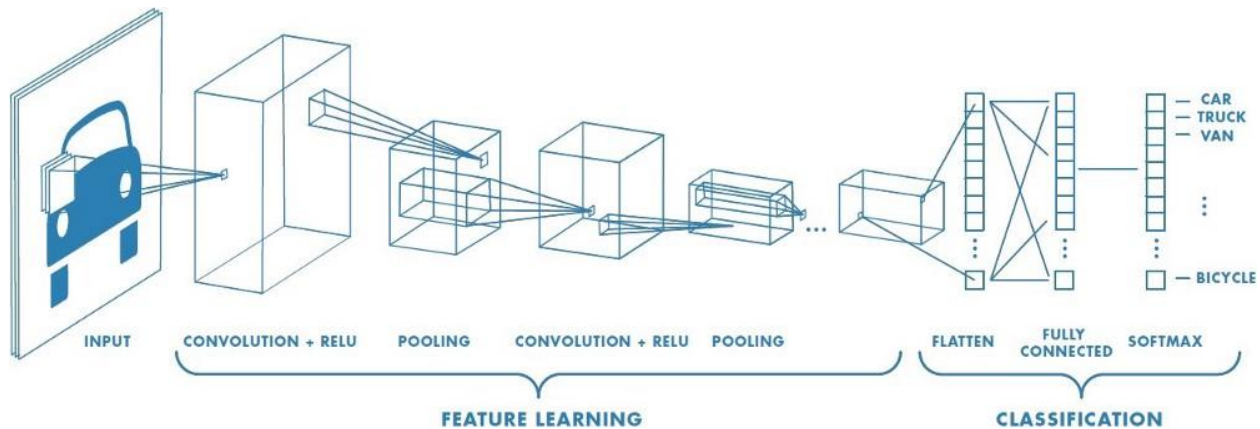 CAR
TRUCK
VAN
BICYCLE
INPUT
CONVOLUTION + RELU
POOLING
CONVOLUTION + RELU
POOLING
FLATTEN
FULLY
CONNECTED
SOFTMAX
FEATURE LEARNING
CLASSIFICATION